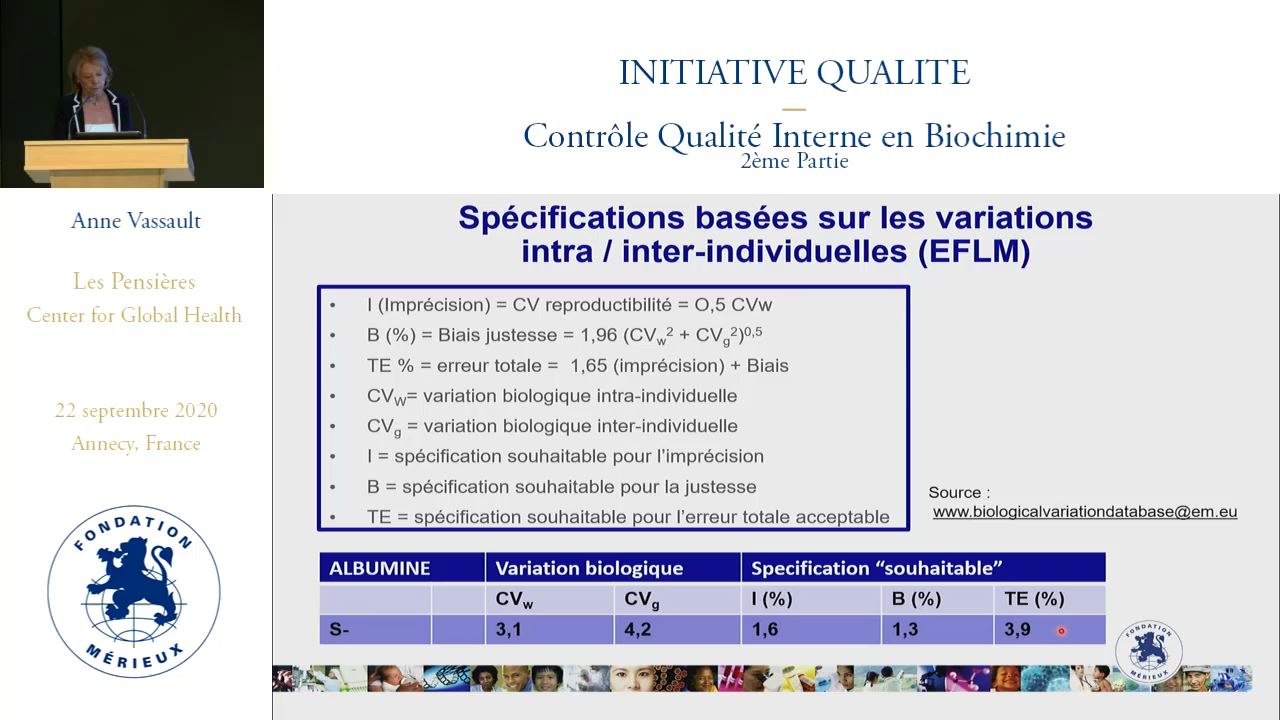 INITIATIVE QUALITE
Contrôle Qualité Interne en Biochimie
2ème Partie
Anne Vassault
Les Pensières
Center for Global Health
22 septembre 2020
Annecy, France
FONDATION
MÉRIEUX
Spécifications basées sur les variations
intra / inter-individuelles (EFLM)
• I (Imprécision) = CV reproductibilité = O,5 CVw
• B (%) = Biais justesse = 1,96 (CVw² + CVg²)0,5
• TE % = erreur totale = 1,65 (imprécision) + Biais
• CVW= variation biologique intra-individuelle
• CVg = variation biologique inter-individuelle
• I = spécification souhaitable pour l'imprécision
• B = spécification souhaitable pour la justesse
• TE = spécification souhaitable pour l'erreur totale acceptable
Source :
www.biologicalvariationdatabase@em.eu
ALBUMINE Variation biologique Specification "souhaitable"
CVw CVg I (%) B (%) TE (%)
S- 3,1 4,2 1,6 1,3 3,9
FONDATION
MÉRIEUX